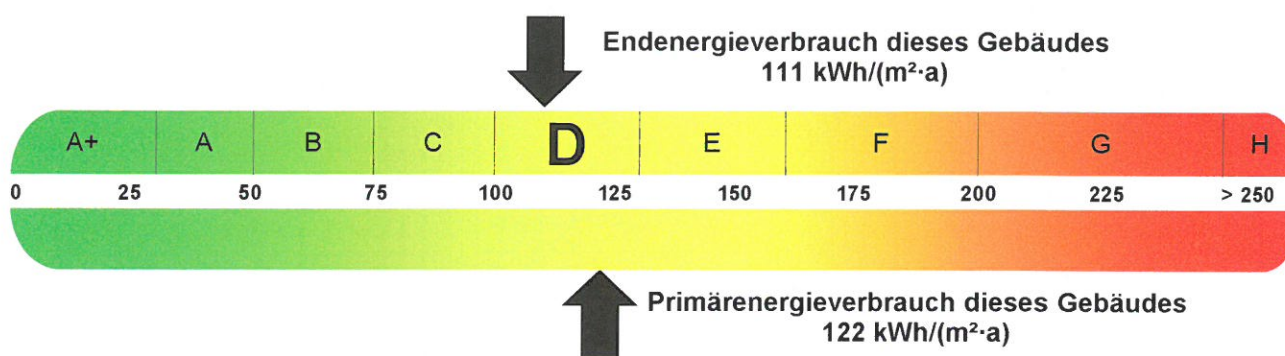 Endenergieverbrauch dieses Gebäudes
111 kWh/(m²·a)
A+ A B C D E F G H
0 25 50 75 100 125 150 175 200 225 > 250
Primärenergieverbrauch dieses Gebäudes
122 kWh/(m²·a)